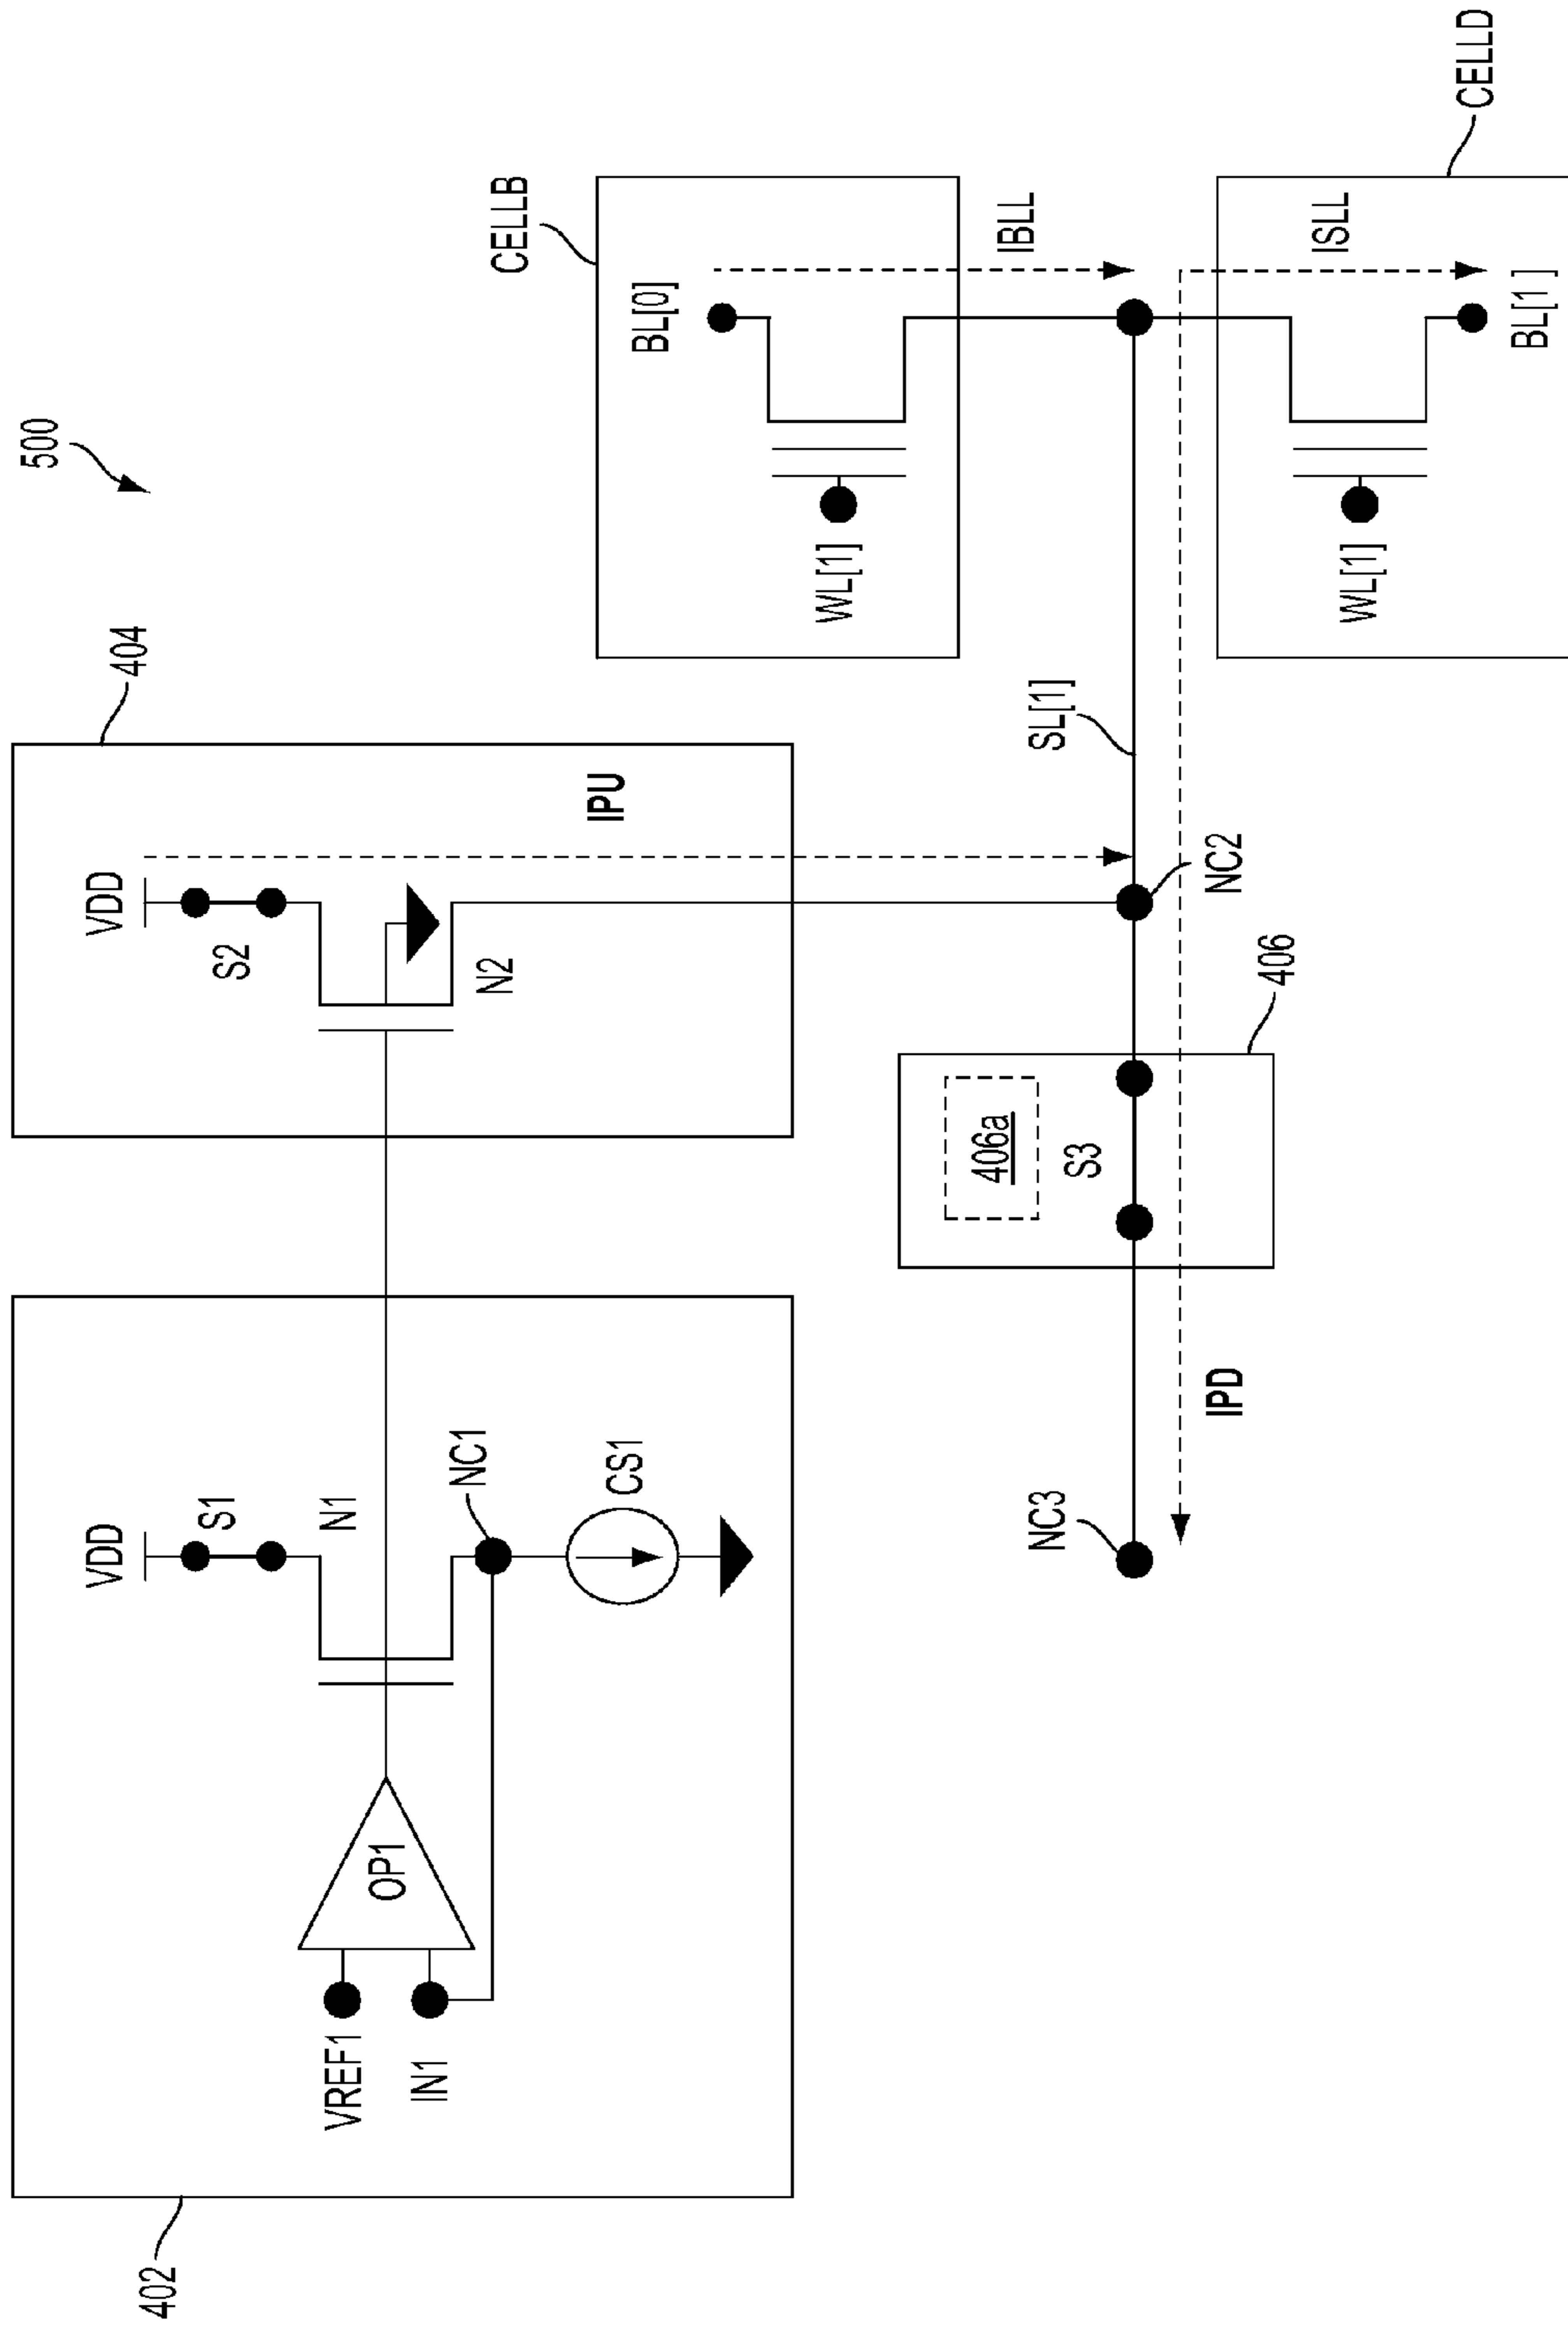 500
402
VDD
S1
N1
NC1
CS1
OP1
VREF1
IN1
404
VDD
S2
N2
IPU
CELLB
BL[0]
WL[1]
IBLL
SL[1]
NC2
406
406a
S3
NC3
IPD
CELLD
ISLL
WL[1]
BL[1]